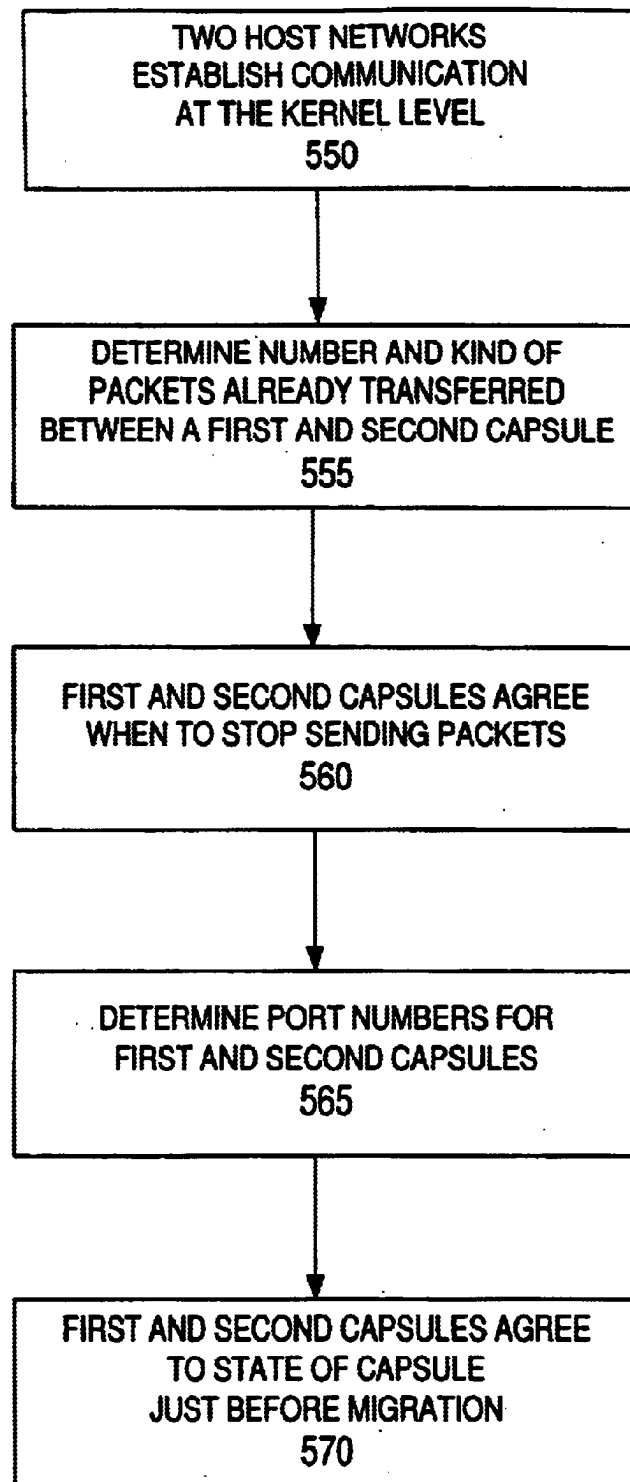 TWO HOST NETWORKS
ESTABLISH COMMUNICATION
AT THE KERNEL LEVEL
550
DETERMINE NUMBER AND KIND OF
PACKETS ALREADY TRANSFERRED
BETWEEN A FIRST AND SECOND CAPSULE
555
FIRST AND SECOND CAPSULES AGREE
WHEN TO STOP SENDING PACKETS
560
DETERMINE PORT NUMBERS FOR
FIRST AND SECOND CAPSULES
565
FIRST AND SECOND CAPSULES AGREE
TO STATE OF CAPSULE
JUST BEFORE MIGRATION
570